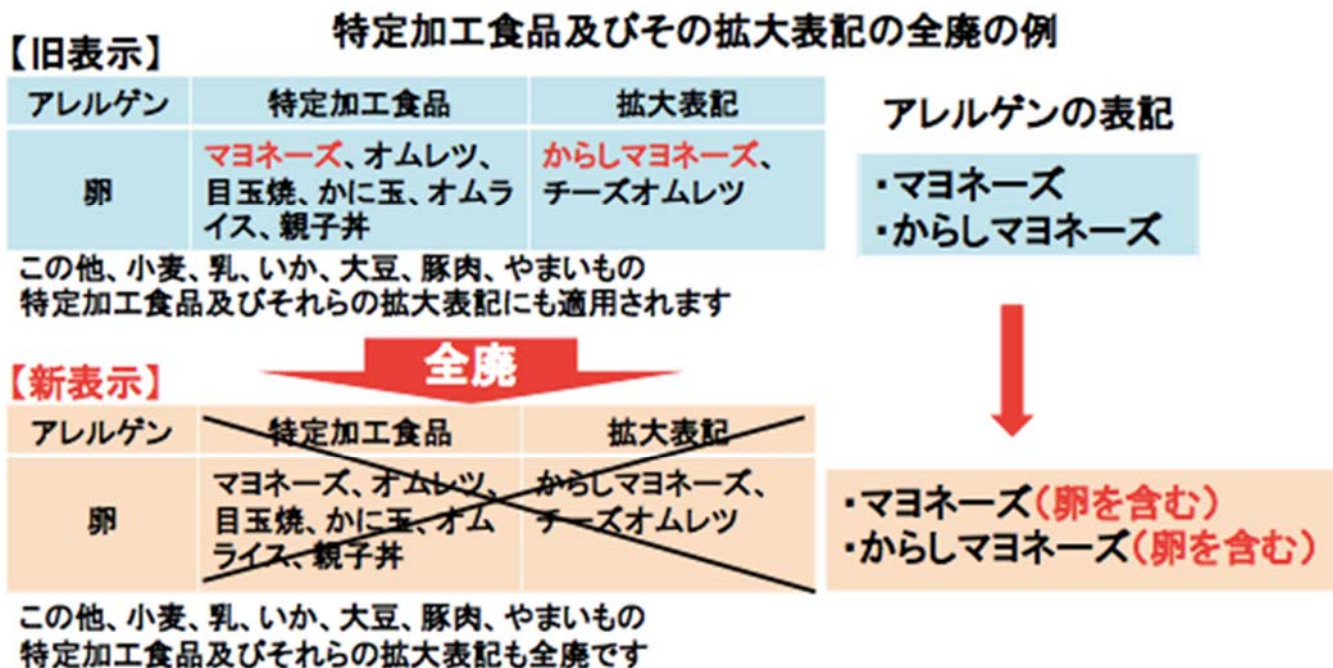 特定加工食品及びその拡大表記の全廃の例
【旧表示】
アレルゲン 特定加工食品 拡大表記
卵
マヨネーズ、オムレツ、
目玉焼、かに玉、オムラ
イス、親子丼
からしマヨネーズ、
チーズオムレツ
この他、小麦、乳、いか、大豆、豚肉、やまいもの
特定加工食品及びそれらの拡大表記にも適用されます
アレルゲンの表記
・マヨネーズ
・からしマヨネーズ
全廃
【新表示】
アレルゲン 特定加工食品 拡大表記
卵
マヨネーズ、オムレツ、
目玉焼、かに玉、オム
ライス、親子丼
からしマヨネーズ、
チーズオムレツ
・マヨネーズ(卵を含む)
・からしマヨネーズ(卵を含む)
この他、小麦、乳、いか、大豆、豚肉、やまいもの
特定加工食品及びそれらの拡大表記も全廃です